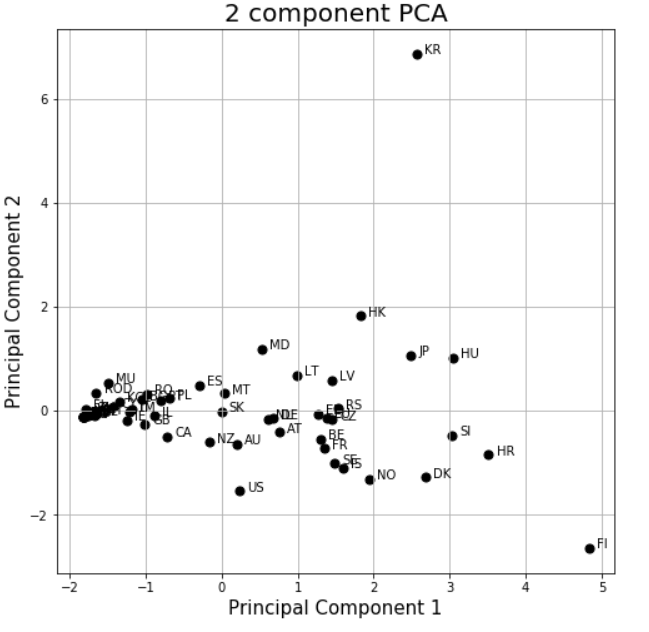 2 component PCA
Principal Component 2
6
4
2
0
−2
KR
HK
MD
JP
HU
LT
LV
MU
ES
ROD
MT
RO
PL
SK
RS
CA
NZ
AU
AT
BE
FR
SI
HR
NO
DK
US
FI
−2 −1 0 1 2 3 4 5
Principal Component 1